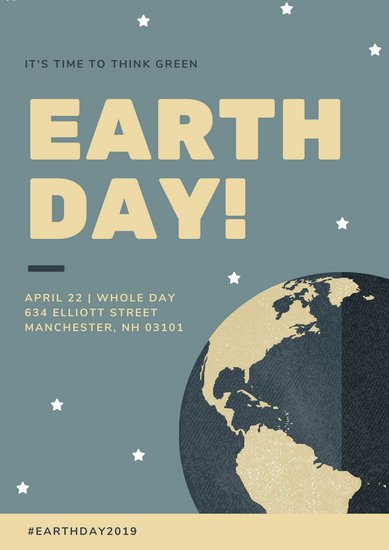 IT'S TIME TO THINK GREEN
EARTH
DAY!
APRIL 22 | WHOLE DAY
634 ELLIOTT STREET
MANCHESTER, NH 03101
#EARTHDAY2019